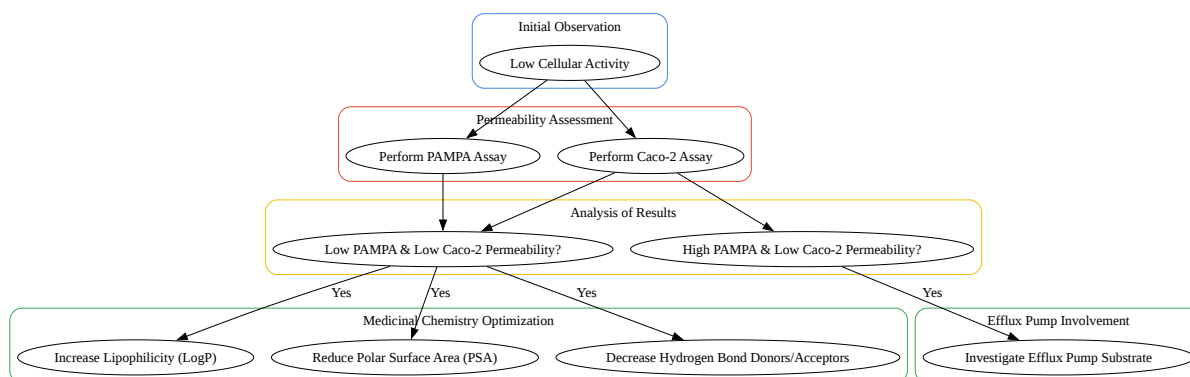 Initial Observation
Low Cellular Activity
Permeability Assessment
Perform PAMPA Assay
Perform Caco-2 Assay
Analysis of Results
Low PAMPA & Low Caco-2 Permeability?
High PAMPA & Low Caco-2 Permeability?
Yes
Yes
Yes
Yes
Medicinal Chemistry Optimization
Efflux Pump Involvement
Increase Lipophilicity (LogP)
Reduce Polar Surface Area (PSA)
Decrease Hydrogen Bond Donors/Acceptors
Investigate Efflux Pump Substrate